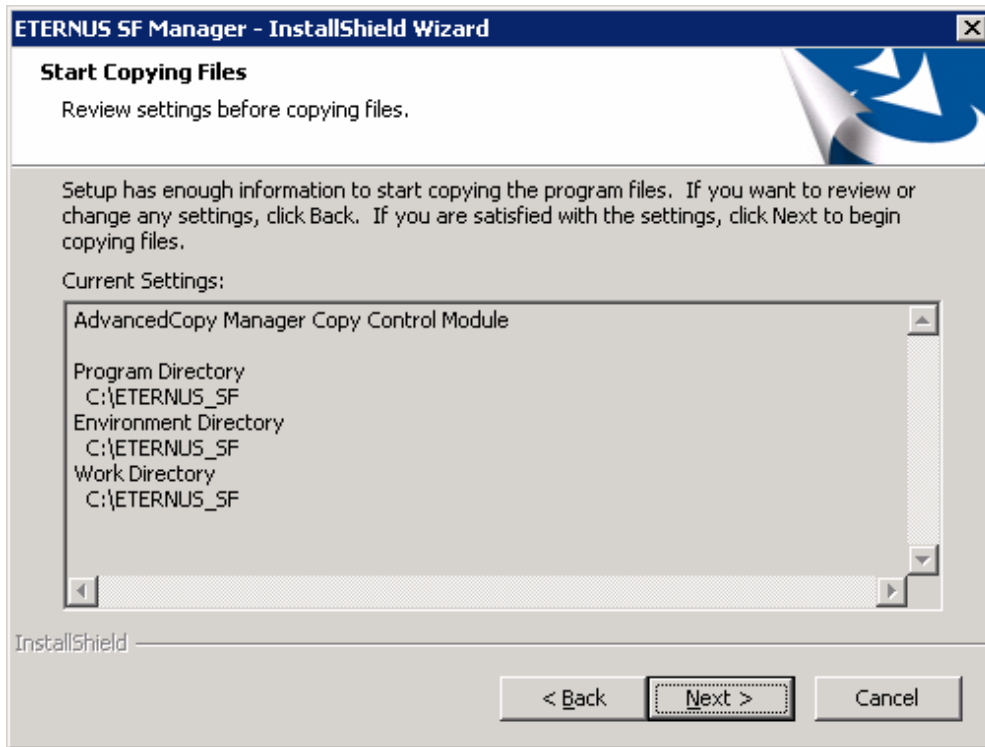 ETERNUS SF Manager - InstallShield Wizard
Start Copying Files
Review settings before copying files.
Setup has enough information to start copying the program files.  If you want to review or
change any settings, click Back.  If you are satisfied with the settings, click Next to begin
copying files.
Current Settings:
AdvancedCopy Manager Copy Control Module
Program Directory
C:\ETERNUS_SF
Environment Directory
C:\ETERNUS_SF
Work Directory
C:\ETERNUS_SF
InstallShield
< Back
Next >
Cancel